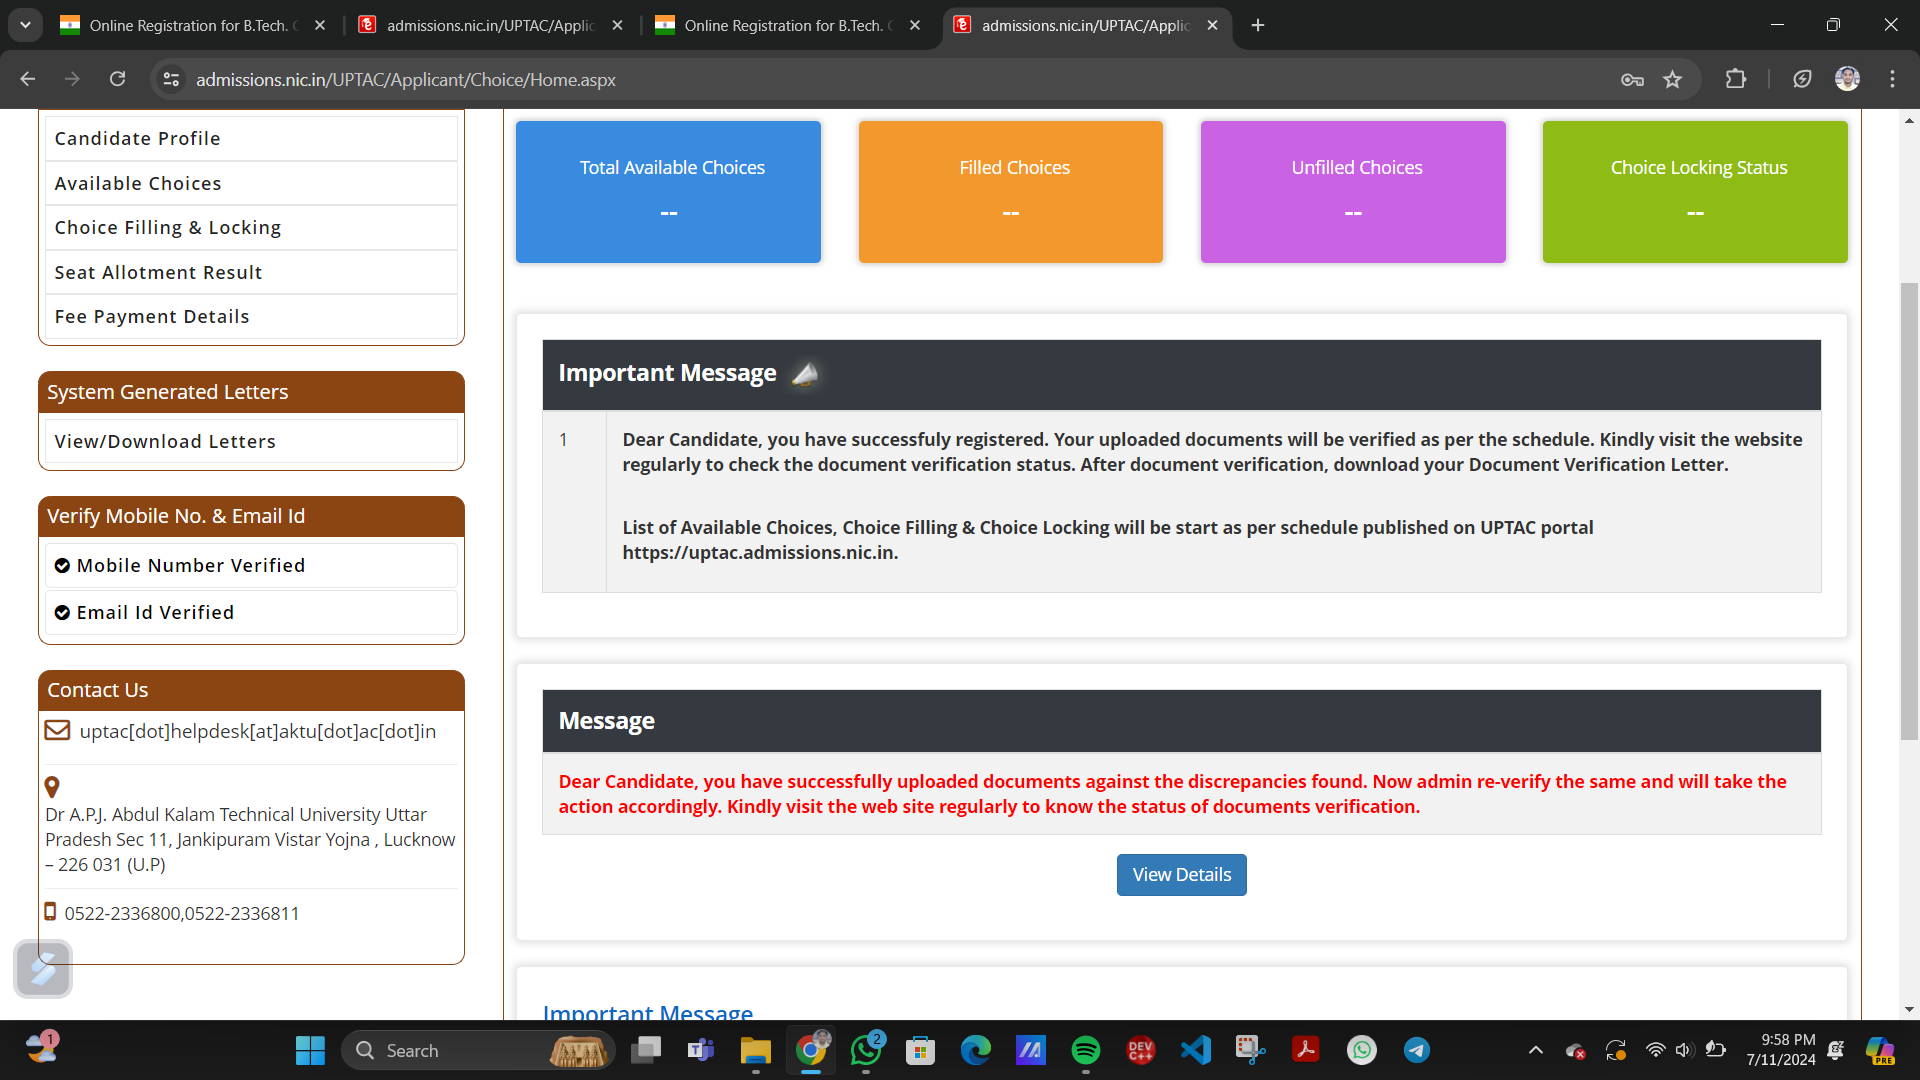 Online Registration for B.Tech. C
admissions.nic.in/UPTAC/Applic
Online Registration for B.Tech. C
admissions.nic.in/UPTAC/Applic
admissions.nic.in/UPTAC/Applicant/Choice/Home.aspx
Candidate Profile
Available Choices
Choice Filling & Locking
Seat Allotment Result
Fee Payment Details
System Generated Letters
View/Download Letters
Verify Mobile No. & Email Id
Mobile Number Verified
Email Id Verified
Contact Us
uptac[dot]helpdesk[at]aktu[dot]ac[dot]in
Dr A.P.J. Abdul Kalam Technical University Uttar
Pradesh Sec 11, Jankipuram Vistar Yojna , Lucknow
– 226 031 (U.P)
0522-2336800,0522-2336811
Total Available Choices
--
Filled Choices
--
Unfilled Choices
--
Choice Locking Status
--
Important Message
1
Dear Candidate, you have successfuly registered. Your uploaded documents will be verified as per the schedule. Kindly visit the website
regularly to check the document verification status. After document verification, download your Document Verification Letter.
List of Available Choices, Choice Filling & Choice Locking will be start as per schedule published on UPTAC portal
https://uptac.admissions.nic.in.
Message
Dear Candidate, you have successfully uploaded documents against the discrepancies found. Now admin re-verify the same and will take the
action accordingly. Kindly visit the web site regularly to know the status of documents verification.
View Details
Important Message
1
Search
2
DEV
C++
PRE
9:58 PM
7/11/2024